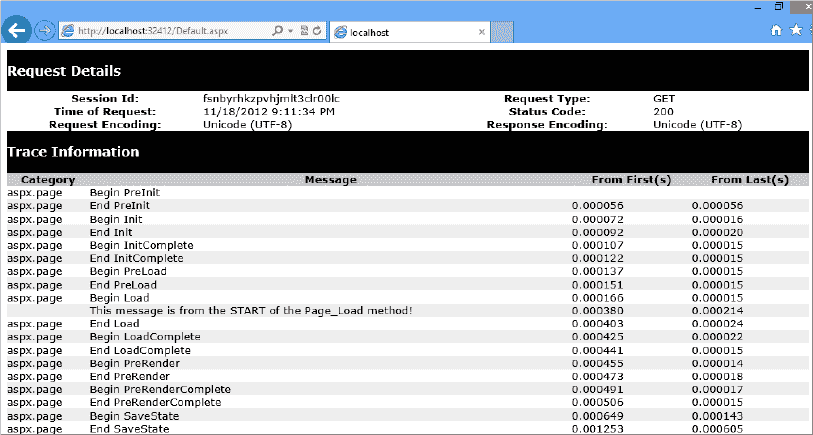 http://localhost:32412/Default.aspx
localhost
Request Details
Session Id: fsnbyrhkzpvhjmlt3clr00lc Request Type: GET
Time of Request: 11/18/2012 9:11:34 PM Status Code: 200
Request Encoding: Unicode (UTF-8) Response Encoding: Unicode (UTF-8)
Trace Information
Category Message From First(s) From Last(s)
aspx.page Begin PreInit
aspx.page End PreInit 0.000056 0.000056
aspx.page Begin Init 0.000072 0.000016
aspx.page End Init 0.000092 0.000020
aspx.page Begin InitComplete 0.000107 0.000015
aspx.page End InitComplete 0.000122 0.000015
aspx.page Begin PreLoad 0.000137 0.000015
aspx.page End PreLoad 0.000151 0.000015
aspx.page Begin Load 0.000166 0.000015
This message is from the START of the Page_Load method! 0.000380 0.000214
aspx.page End Load 0.000403 0.000024
aspx.page Begin LoadComplete 0.000425 0.000022
aspx.page End LoadComplete 0.000441 0.000015
aspx.page Begin PreRender 0.000455 0.000014
aspx.page End PreRender 0.000473 0.000018
aspx.page Begin PreRenderComplete 0.000491 0.000017
aspx.page End PreRenderComplete 0.000506 0.000015
aspx.page Begin SaveState 0.000649 0.000143
aspx.page End SaveState 0.001253 0.000605